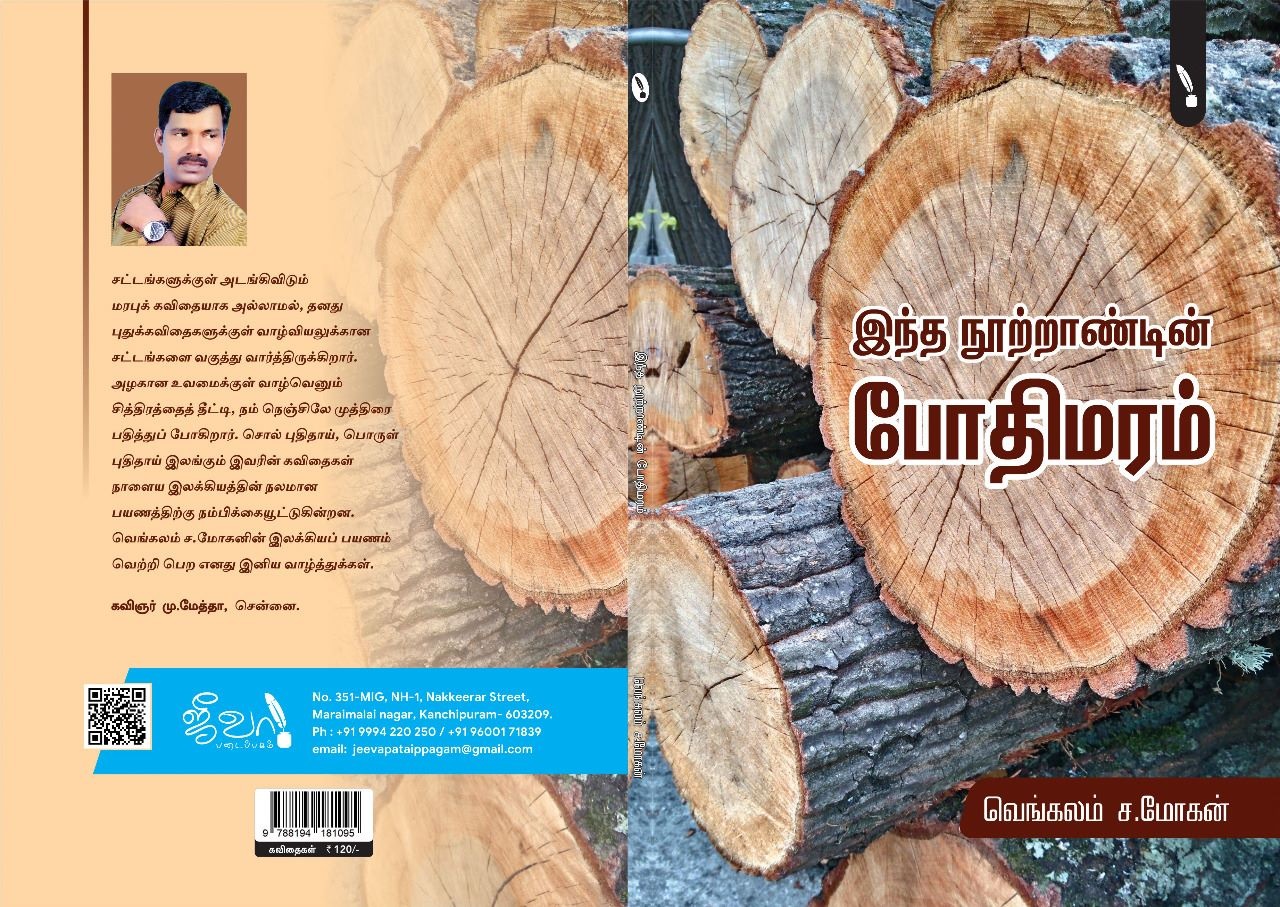 சட்டங்களுக்குள் அடங்கிவிடும்
மரபுக் கவிதையாக அல்லாமல், தனது
புதுக்கவிதைகளுக்குள் வாழ்வியலுக்கான
சட்டங்களை வகுத்து வார்த்திருக்கிறார்.
அழகான உவமைக்குள் வாழ்வெனும்
சித்திரத்தைத் தீட்டி, நம் நெஞ்சிலே முத்திரை
பதித்துப் போகிறார். சொல் புதிதாய், பொருள்
புதிதாய் இலங்கும் இவரின் கவிதைகள்
நாளைய இலக்கியத்தின் நலமான
பயணத்திற்கு நம்பிக்கையூட்டுகின்றன.
வெங்கலம் ச.மோகனின் இலக்கியப் பயணம்
வெற்றி பெற எனது இனிய வாழ்த்துக்கள்.
கவிஞர் மு.மேத்தா, சென்னை.
ஜீவா
படைப்பகம்
No. 351-MIG, NH-1, Nakkeerar Street,
Maraimalai nagar, Kanchipuram- 603209.
Ph : +91 9994 220 250 / +91 96001 71839
email: jeevapataippagam@gmail.com
9 788194 181095
கவிதைகள் ₹ 120/-
இந்த நூற்றாண்டின் போதிமரம்
வெங்கலம் ச.மோகன்
இந்த நூற்றாண்டின்
போதிமரம்
வெங்கலம் ச.மோகன்